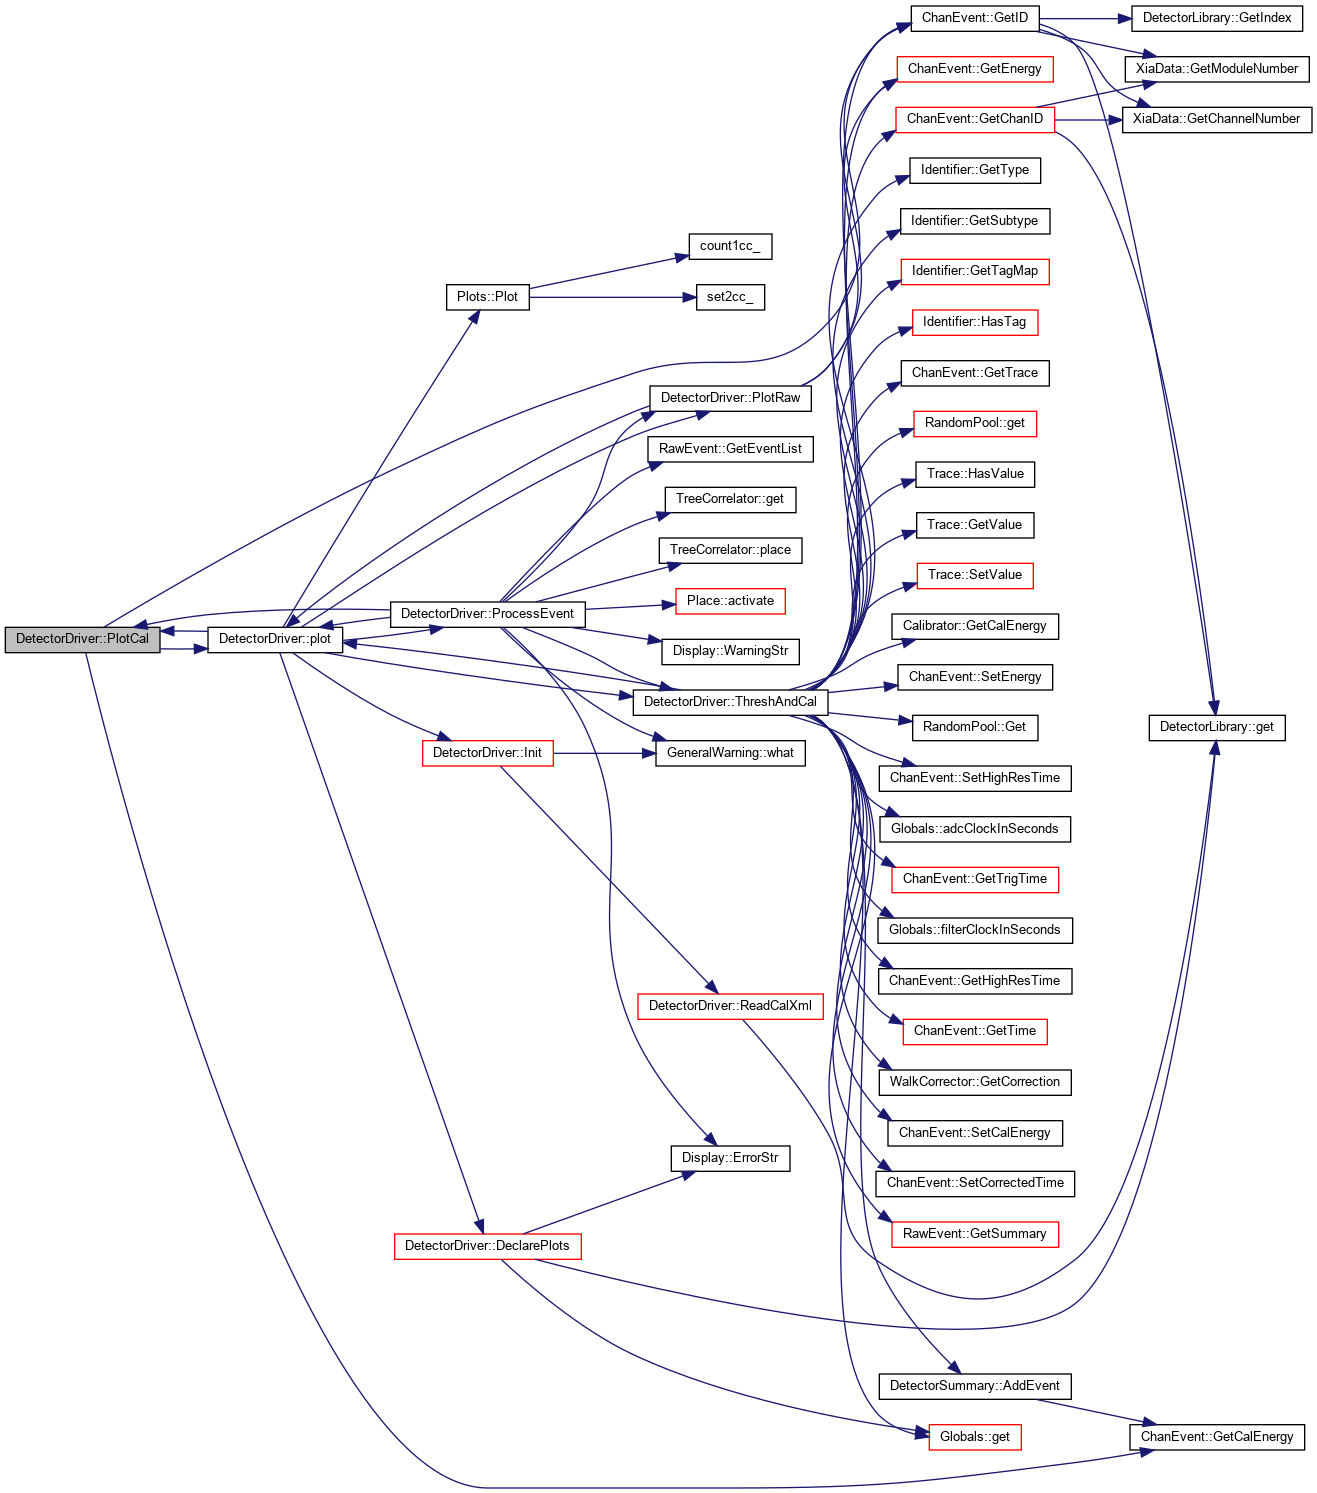 ChanEvent::GetID
DetectorLibrary::GetIndex
ChanEvent::GetEnergy
XiaData::GetModuleNumber
ChanEvent::GetChanID
XiaData::GetChannelNumber
Identifier::GetType
Identifier::GetSubtype
count1cc_
Identifier::GetTagMap
Plots::Plot
set2cc_
Identifier::HasTag
ChanEvent::GetTrace
DetectorDriver::PlotRaw
RandomPool::get
RawEvent::GetEventList
Trace::HasValue
TreeCorrelator::get
Trace::GetValue
TreeCorrelator::place
Trace::SetValue
Place::activate
DetectorDriver::ProcessEvent
Calibrator::GetCalEnergy
DetectorDriver::PlotCal
DetectorDriver::plot
Display::WarningStr
ChanEvent::SetEnergy
DetectorDriver::ThreshAndCal
RandomPool::Get
DetectorLibrary::get
DetectorDriver::Init
GeneralWarning::what
ChanEvent::SetHighResTime
Globals::adcClockInSeconds
ChanEvent::GetTrigTime
Globals::filterClockInSeconds
ChanEvent::GetHighResTime
DetectorDriver::ReadCalXml
ChanEvent::GetTime
WalkCorrector::GetCorrection
ChanEvent::SetCalEnergy
Display::ErrorStr
ChanEvent::SetCorrectedTime
RawEvent::GetSummary
DetectorDriver::DeclarePlots
DetectorSummary::AddEvent
Globals::get
ChanEvent::GetCalEnergy